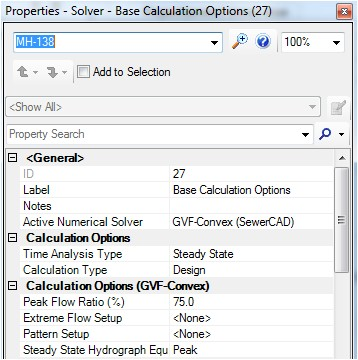 Properties - Solver - Base Calculation Options (27)
MH-138
100%
Add to Selection
<Show All>
Property Search
<General>
ID 27
Label Base Calculation Options
Notes
Active Numerical Solver GVF-Convex (SewerCAD)
Calculation Options
Time Analysis Type Steady State
Calculation Type Design
Calculation Options (GVF-Convex)
Peak Flow Ratio (%) 75.0
Extreme Flow Setup <None>
Pattern Setup <None>
Steady State Hydrograph Equ Peak